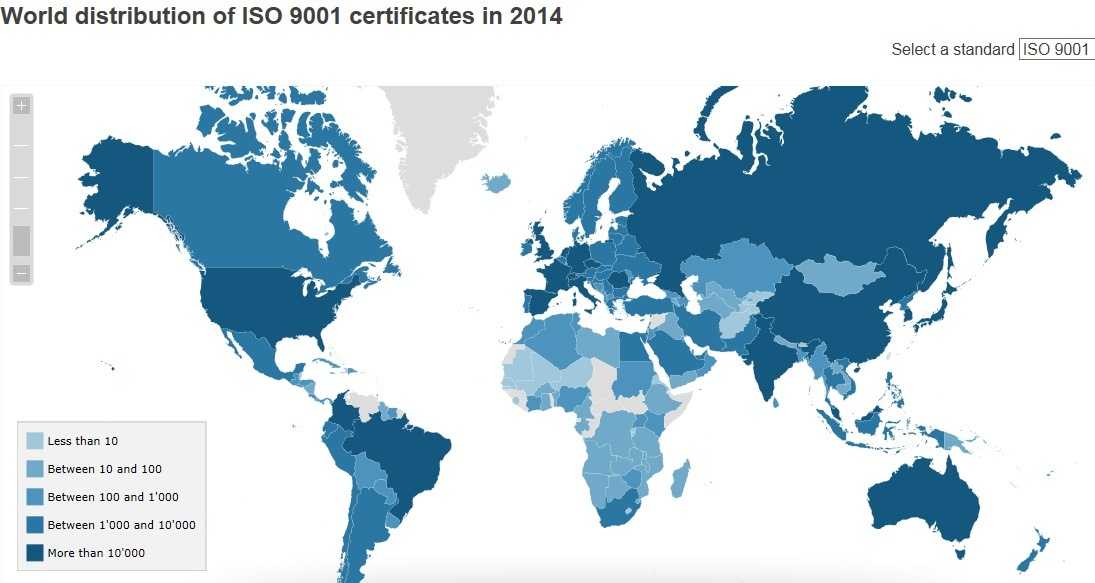 World distribution of ISO 9001 certificates in 2014
Select a standard ISO 9001
+
−
Less than 10
Between 10 and 100
Between 100 and 1'000
Between 1'000 and 10'000
More than 10'000